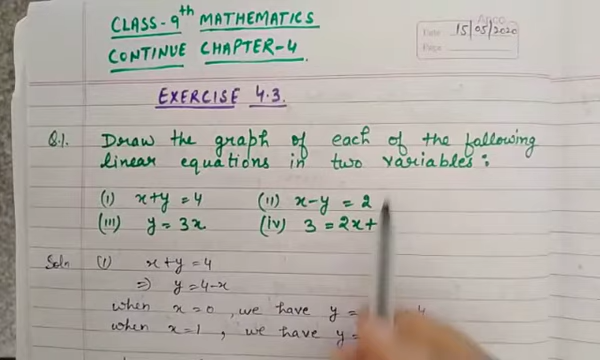 CLASS-9th MATHEMATICS
CONTINUE CHAPTER-4
Date 15/05/2020
Page
EXERCISE 4.3.
Q.1. Draw the graph of each of the following
linear equations in two variables:
(i) x+y=4 (ii) x-y=2
(iii) y=3x (iv) 3=2x+
Soln (i) x+y=4
⇒ y=4-x
when x=0, we have y= 4
when x=1, we have y=